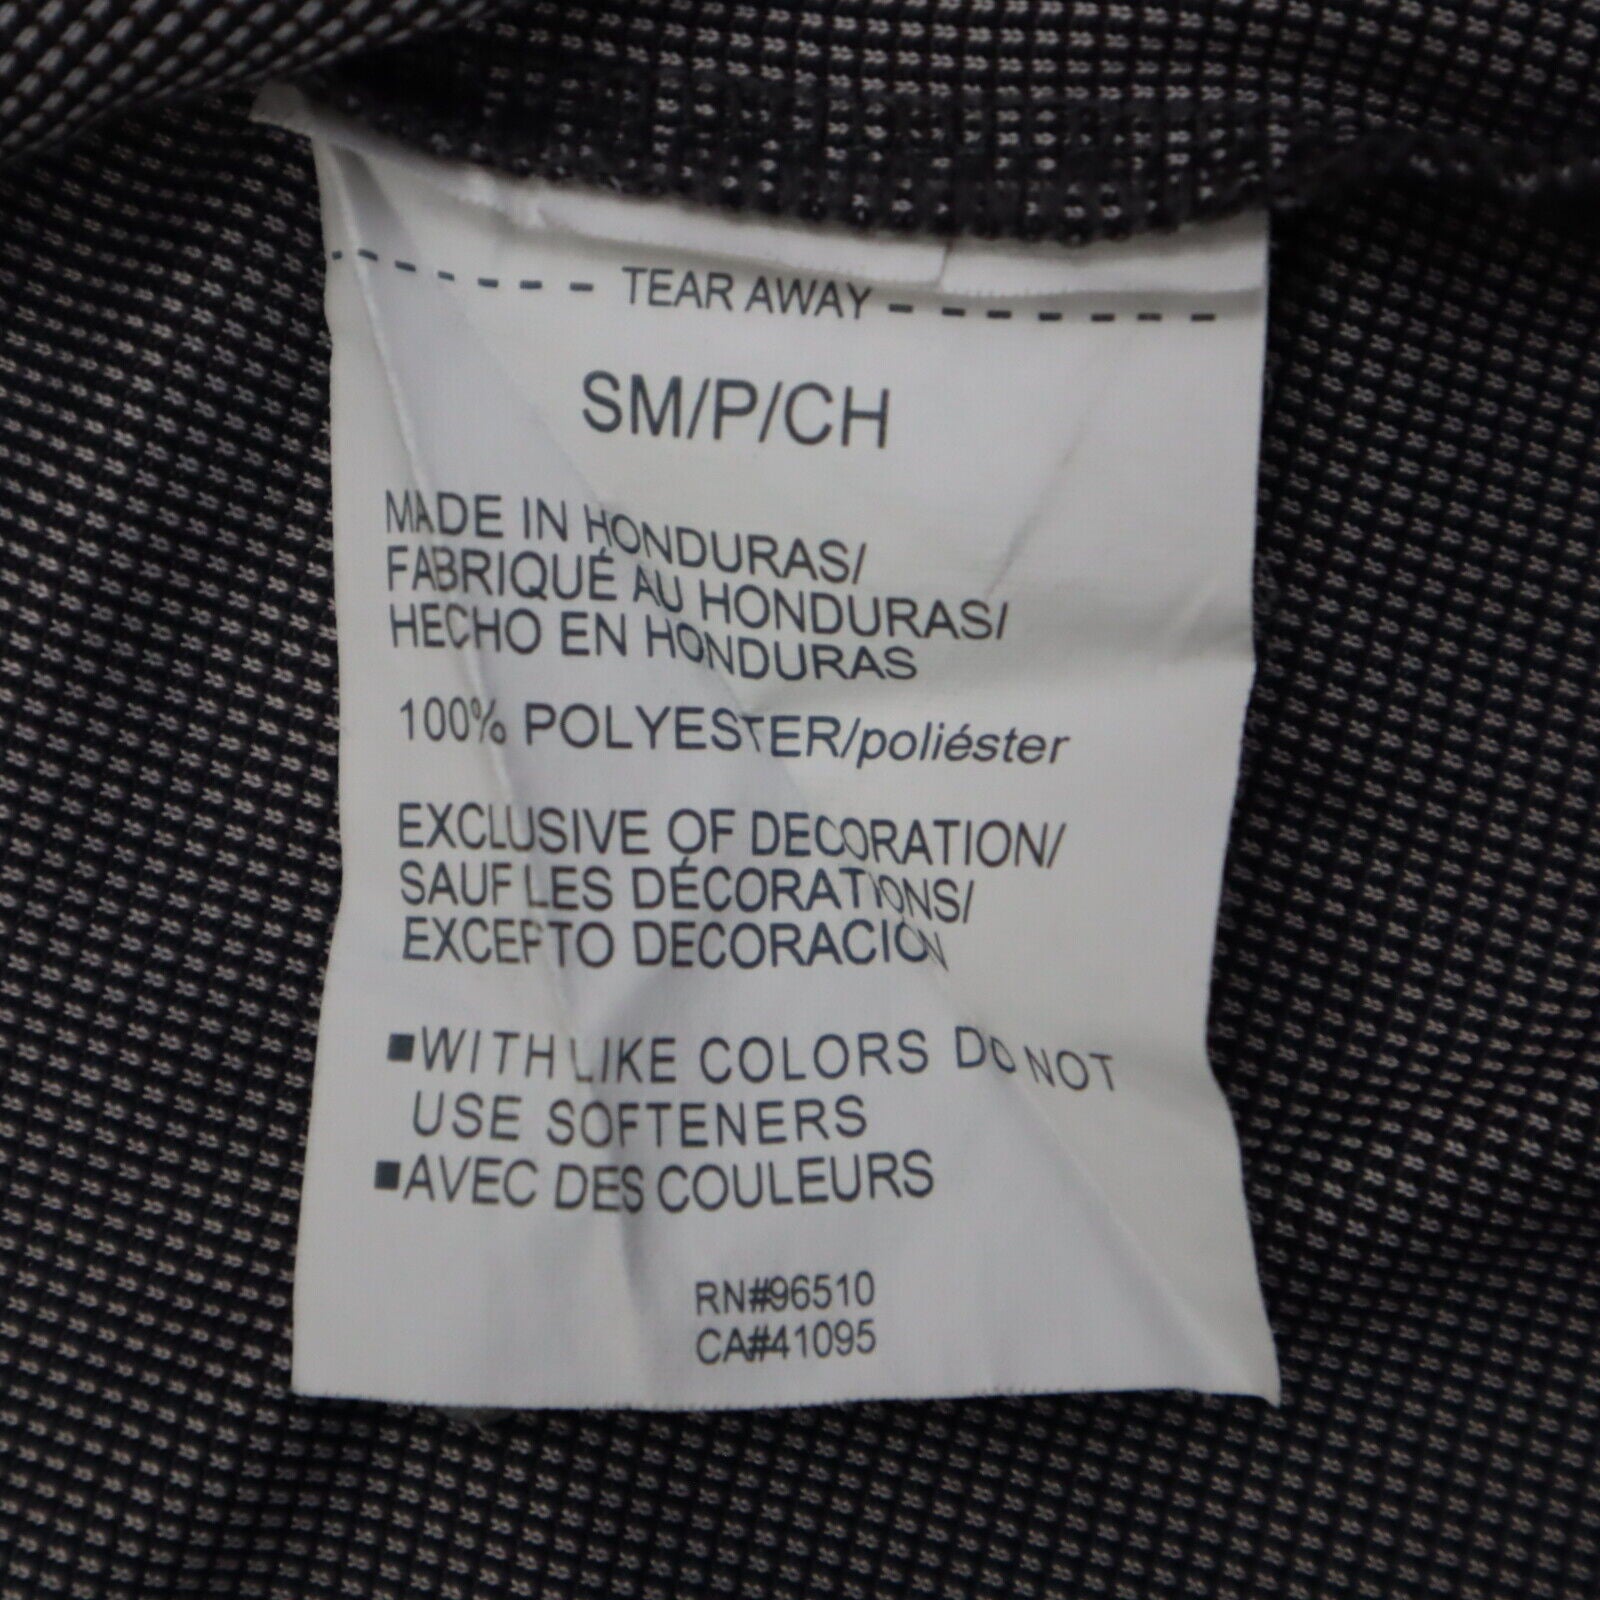 TEAR AWAY
SM/P/CH
MADE IN HONDURAS/
FABRIQUÉ AU HONDURAS/
HECHO EN HONDURAS
100% POLYESTER/poliéster
EXCLUSIVE OF DECORATION/
SAUF LES DÉCORATIONS/
EXCEPTO DECORACIÓN
■WITH LIKE COLORS DO NOT
USE SOFTENERS
■AVEC DES COULEURS
RN#96510
CA#41095